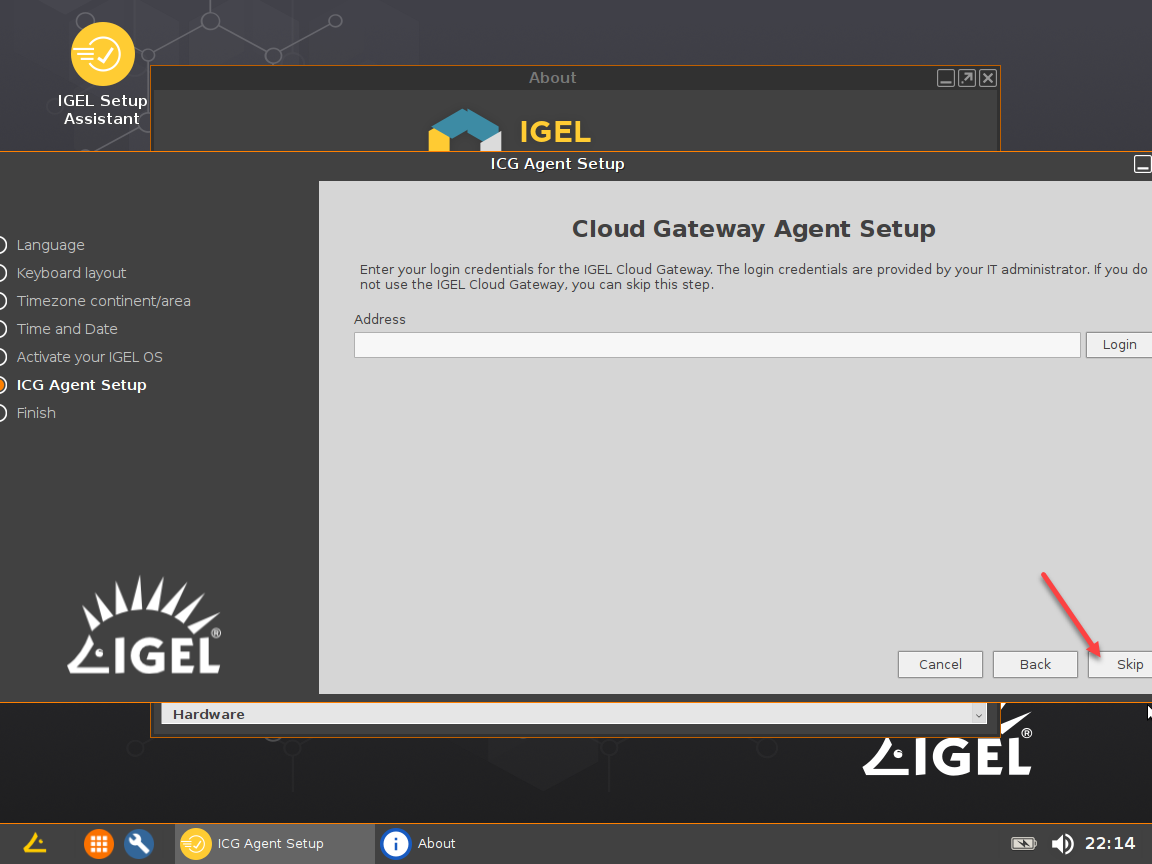 IGEL Setup
Assistant
About
IGEL
ICG Agent Setup
Language
Keyboard layout
Timezone continent/area
Time and Date
Activate your IGEL OS
ICG Agent Setup
Finish
Cloud Gateway Agent Setup
Enter your login credentials for the IGEL Cloud Gateway. The login credentials are provided by your IT administrator. If you do
not use the IGEL Cloud Gateway, you can skip this step.
Address
Login
IGEL®
Cancel
Back
Skip
Hardware
IGEL®
ICG Agent Setup
About
22:14